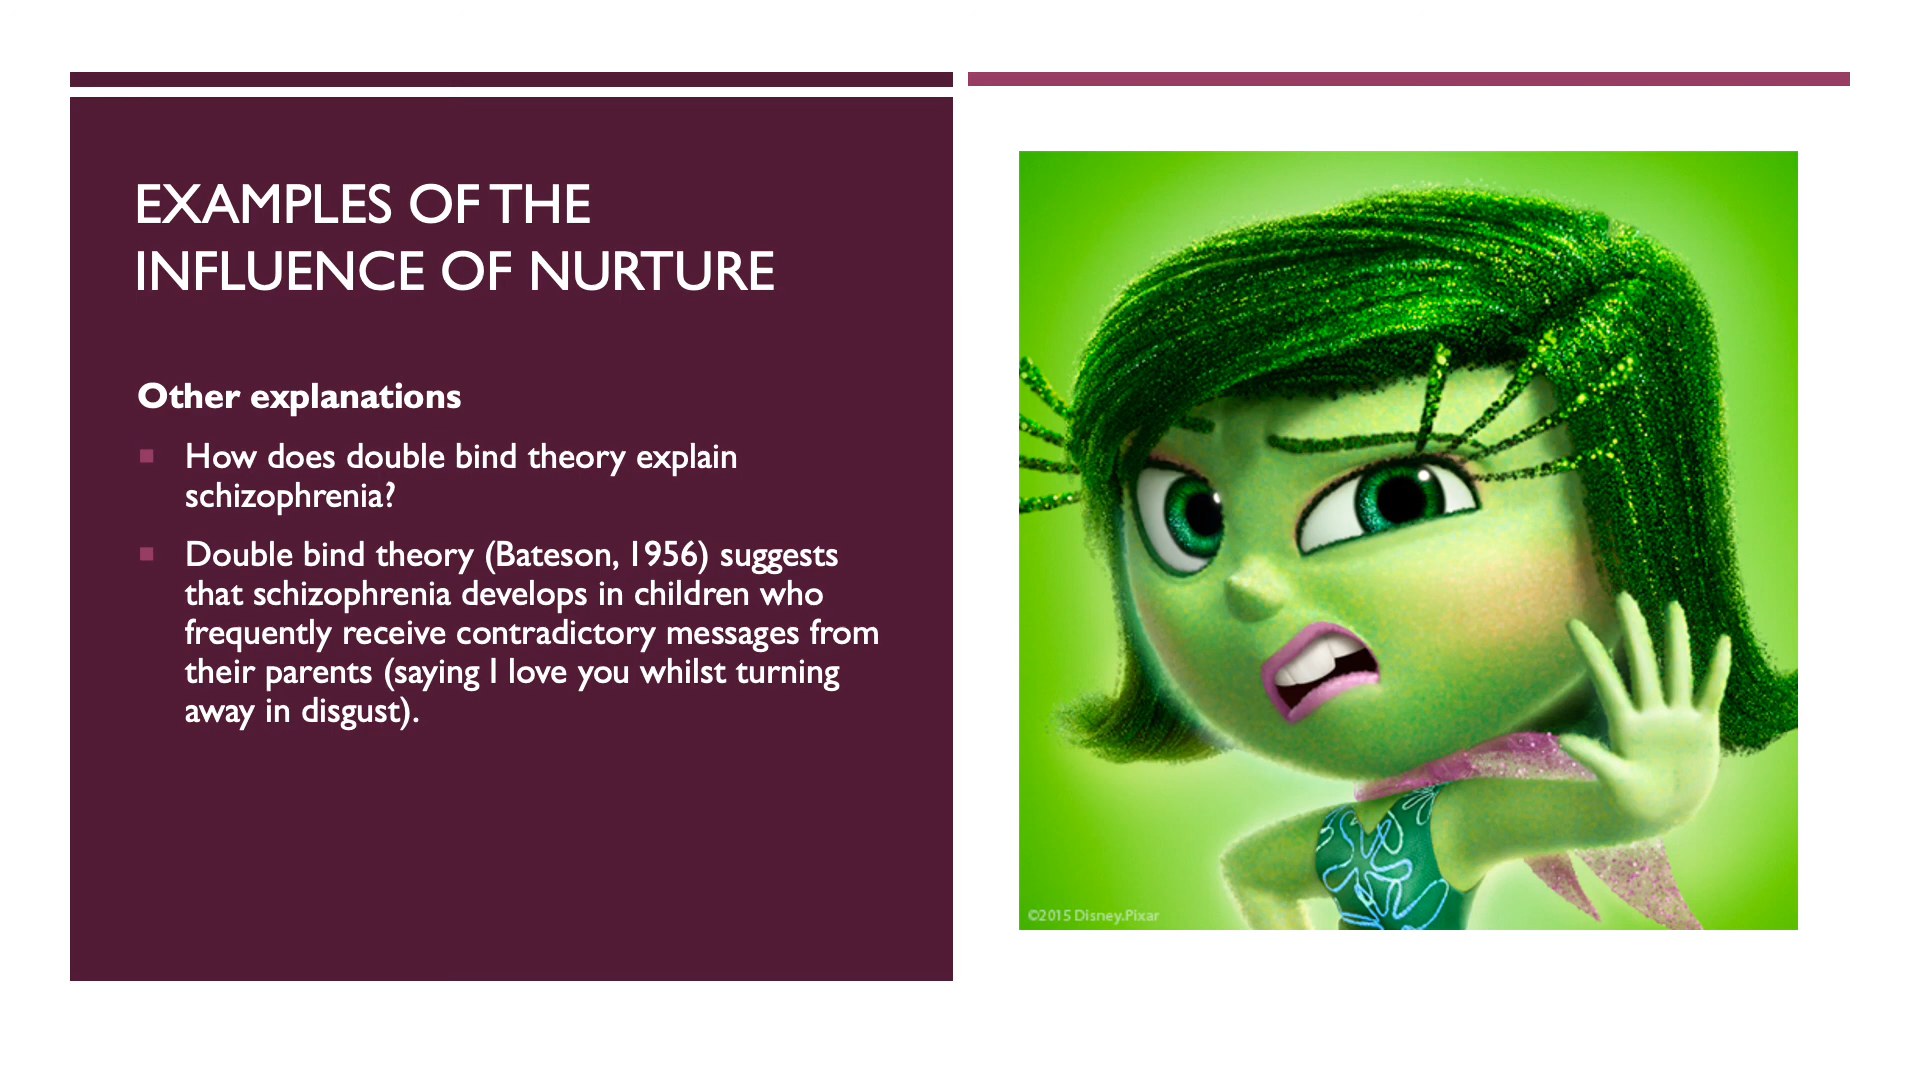 EXAMPLES OF THE
INFLUENCE OF NURTURE
Other explanations
How does double bind theory explain
schizophrenia?
Double bind theory (Bateson, 1956) suggests
that schizophrenia develops in children who
frequently receive contradictory messages from
their parents (saying I love you whilst turning
away in disgust).
©2015 Disney.Pixar